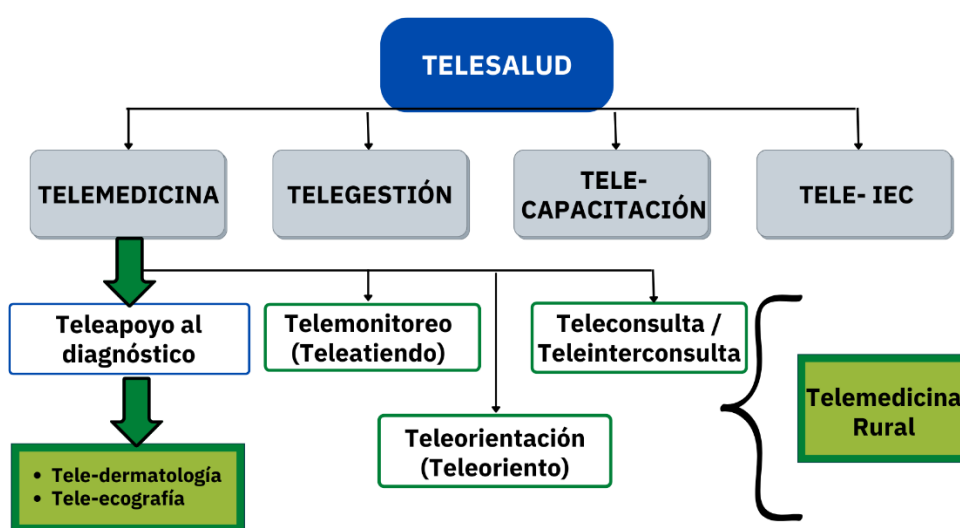 TELESALUD
TELEMEDICINA
TELEGESTIÓN
TELE-
CAPACITACIÓN
TELE- IEC
Teleapoyo al
diagnóstico
Telemonitoreo
(Teleatiendo)
Teleconsulta /
Teleinterconsulta
Teleorientación
(Teleoriento)
Telemedicina
Rural
• Tele-dermatología
• Tele-ecografía